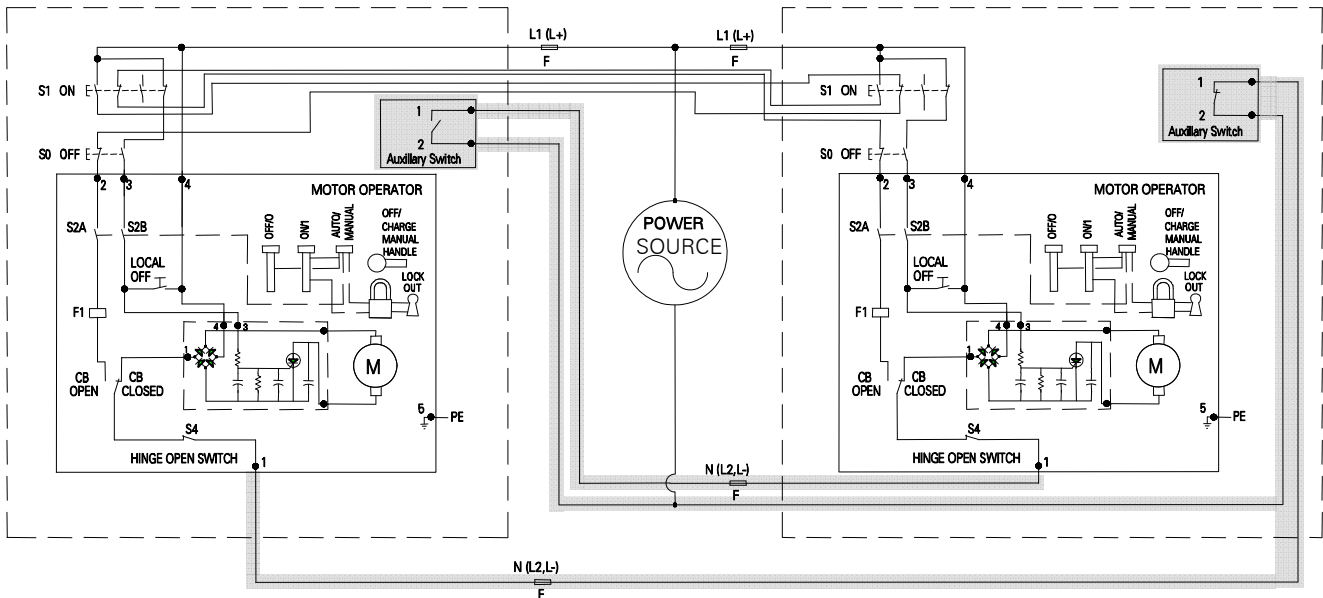 L1 (L+)
F
L1 (L+)
F
S1 ON
1
2
Auxillary Switch
S0 OFF
2
3
4
MOTOR OPERATOR
S2A
S2B
OFF/O
ON/1
AUTO/
MANUAL
OFF/
CHARGE
MANUAL
HANDLE
LOCAL
OFF
LOCK
OUT
F1
4
3
1
M
CB
OPEN
CB
CLOSED
5
PE
S4
HINGE OPEN SWITCH
1
POWER
SOURCE
S1 ON
1
2
Auxillary Switch
S0 OFF
2
3
4
MOTOR OPERATOR
S2A
S2B
OFF/O
ON/1
AUTO/
MANUAL
OFF/
CHARGE
MANUAL
HANDLE
LOCAL
OFF
LOCK
OUT
F1
4
3
1
M
CB
OPEN
CB
CLOSED
5
PE
S4
HINGE OPEN SWITCH
1
N (L2,L-)
F
N (L2,L-)
F